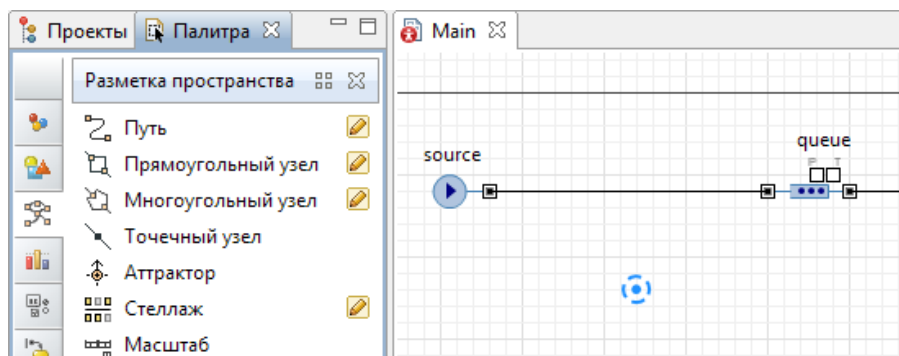 Проекты
Палитра
Main
Разметка пространства
Путь
Прямоугольный узел
Многоугольный узел
Точечный узел
Аттрактор
Стеллаж
Масштаб
source
queue
P T